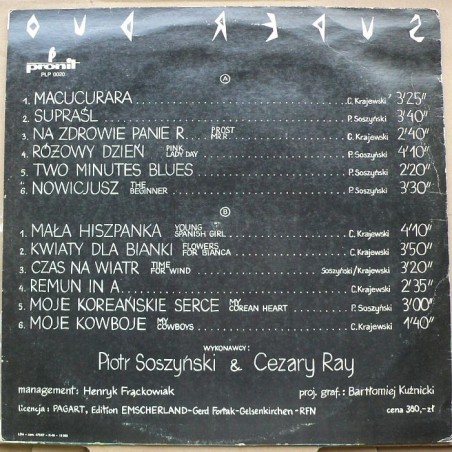 SUPER DUO
pronit
PLP 0020
A
1. MACUCURARA C. Krajewski 3'25''
2. SUPRAŚL P. Soszyński 3'40''
3. NA ZDROWIE PANIE R. PROST MR.R C. Krajewski 2'40''
4. RÓŻOWY DZIEŃ PINK LADY DAY P. Soszyński 4'10''
5. TWO MINUTES BLUES P. Soszyński 2'20''
6. NOWICJUSZ THE BEGINNER P. Soszyński 3'30''
B
1. MAŁA HISZPANKA YOUNG SPANISH GIRL C. Krajewski 4'10''
2. KWIATY DLA BIANKI FLOWERS FOR BIANCA C. Krajewski 3'50''
3. CZAS NA WIATR TIME FOR WIND Soszyński/Krajewski 3'20''
4. REMUN IN A C. Krajewski 2'35''
5. MOJE KOREAŃSKIE SERCE MY COREAN HEART P. Soszyński 3'00''
6. MOJE KOWBOJE MY COWBOYS C. Krajewski 1'40''
WYKONAWCY:
Piotr Soszyński & Cezary Ray
management: Henryk Frąckowiak proj. graf.: Bartłomiej Kuźnicki
licencja: PAGART, Edition EMSCHERLAND-Gerd Fortak-Gelsenkirchen-RFN cena 380,-zł